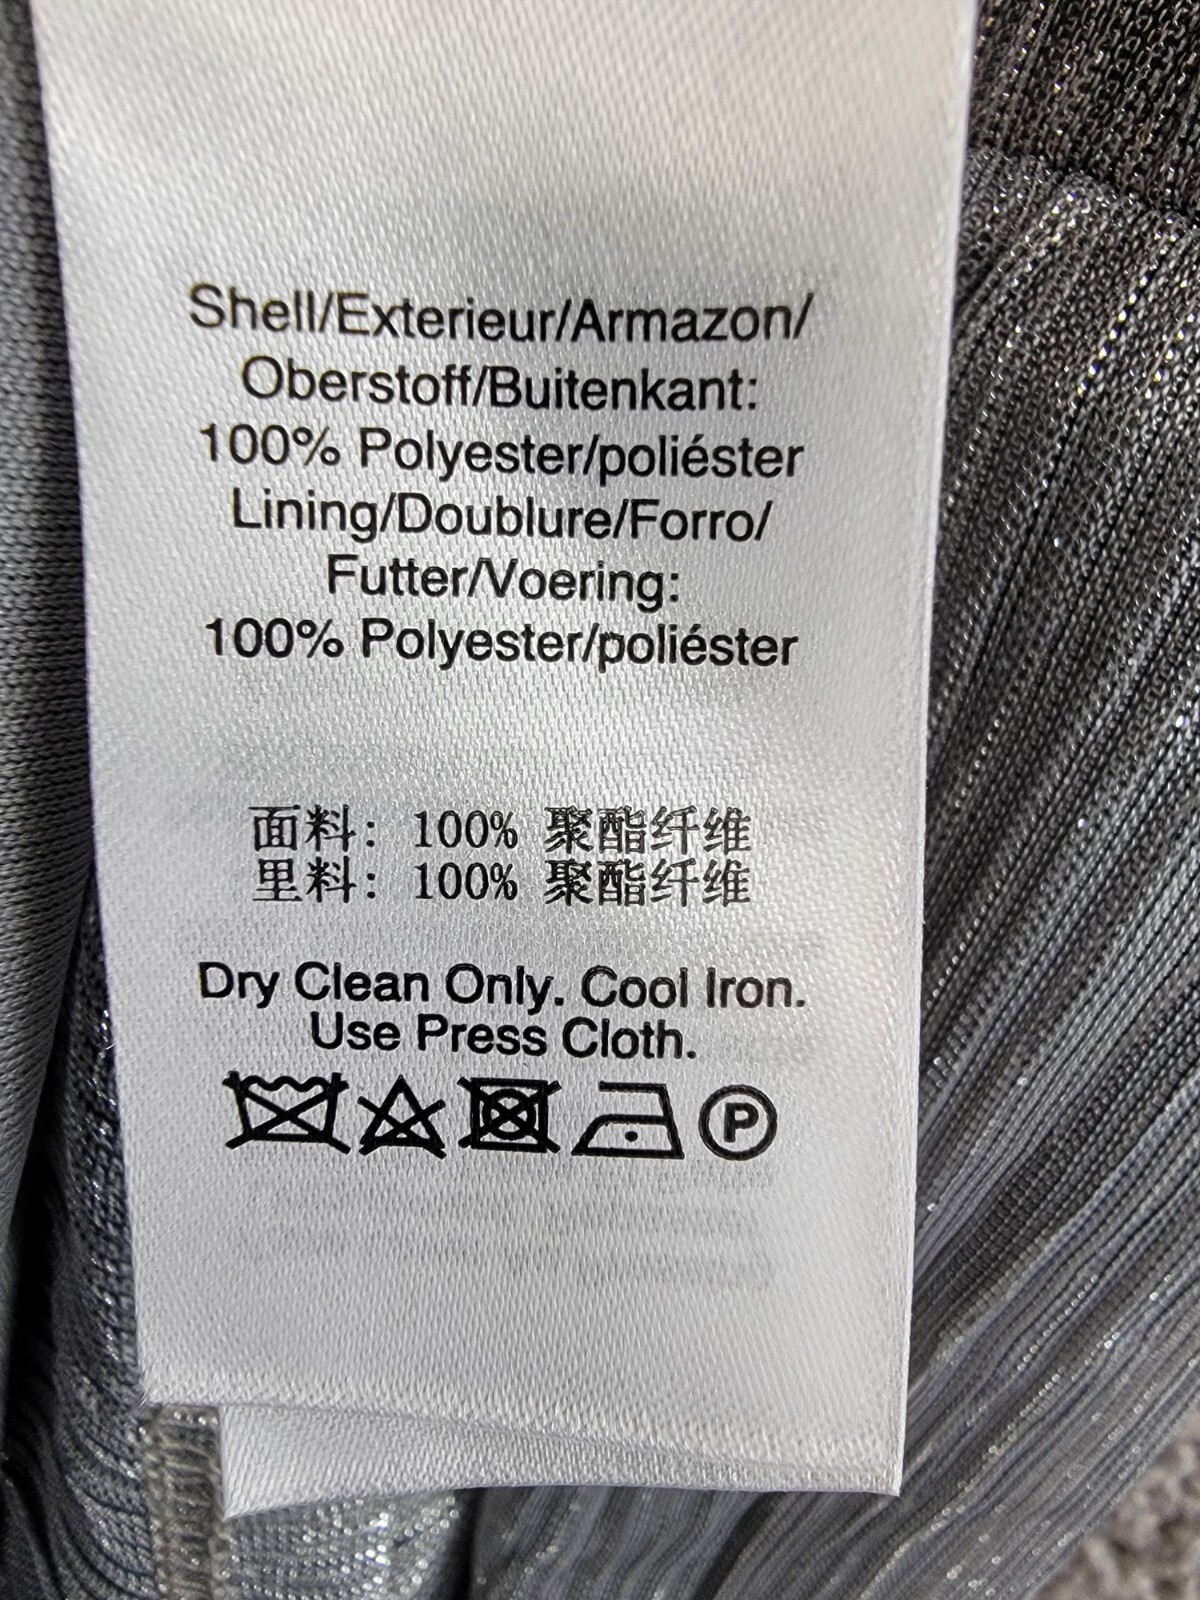 Shell/Exterieur/Armazon/
Oberstoff/Buitenkant:
100% Polyester/poliéster
Lining/Doublure/Forro/
Futter/Voering:
100% Polyester/poliéster
面料: 100% 聚酯纤维
里料: 100% 聚酯纤维
Dry Clean Only. Cool Iron.
Use Press Cloth.
P